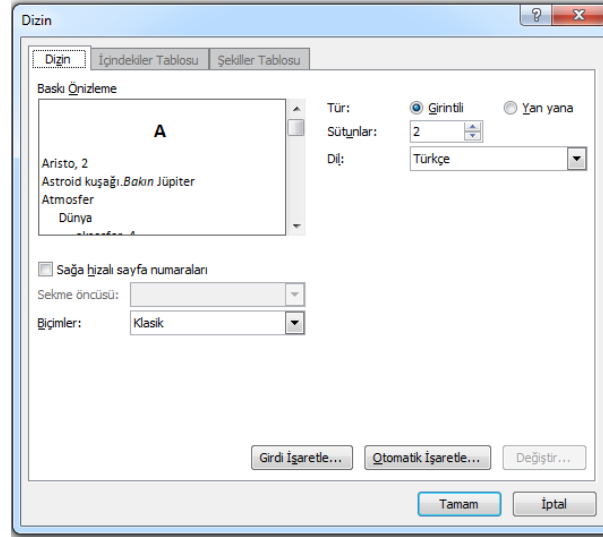 Dizin
Dizin İçindekiler Tablosu Şekiller Tablosu
Baskı Önizleme
A
Aristo, 2
Astroid kuşağı.Bakın Jüpiter
Atmosfer
Dünya
Tür: Girintili Yan yana
Sütunlar: 2
Dil: Türkçe
Sağa hizalı sayfa numaraları
Sekme öncüsü:
Biçimler: Klasik
Girdi İşaretle... Otomatik İşaretle... Değiştir...
Tamam İptal